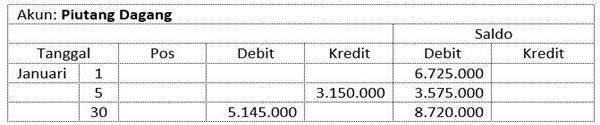 Akun: Piutang Dagang
Saldo
Tanggal Pos Debit Kredit Debit Kredit
Januari 1 6.725.000
5 3.150.000 3.575.000
30 5.145.000 8.720.000